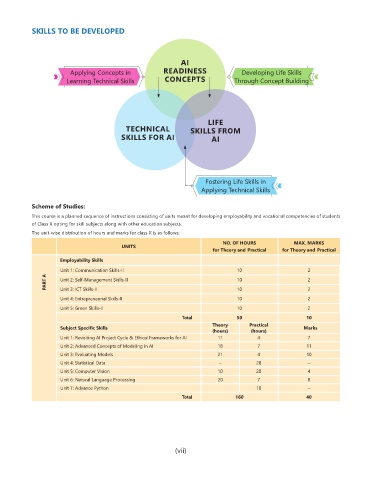 SKILLS TO BE DEVELOPED
AI
READINESS
CONCEPTS
Applying Concepts in
Learning Technical Skills
Developing Life Skills
Through Concept Building
TECHNICAL
SKILLS FOR AI
LIFE
SKILLS FROM
AI
Fostering Life Skills in
Applying Technical Skills
Scheme of Studies:
This course is a planned sequence of instructions consisting of units meant for developing employability and vocational competencies of students
of Class X opting for skill subjects along with other education subjects.
The unit-wise distribution of hours and marks for class X is as follows:
UNITS NO. OF HOURS for Theory and Practical MAX. MARKS for Theory and Practical
PART A
Employability Skills
Unit 1: Communication Skills-II 10 2
Unit 2: Self-Management Skills-II 10 2
Unit 3: ICT Skills-II 10 2
Unit 4: Entrepreneurial Skills-II 10 2
Unit 5: Green Skills-II 10 2
Total 50 10
Subject Specific Skills Theory (hours) Practical (hours) Marks
Unit 1: Revisiting AI Project Cycle & Ethical Frameworks for AI 11 4 7
Unit 2: Advanced Concepts of Modeling in AI 18 7 11
Unit 3: Evaluating Models 21 4 10
Unit 4: Statistical Data – 28 –
Unit 5: Computer Vision 10 20 4
Unit 6: Natural Language Processing 20 7 8
Unit 7: Advance Python 10 –
Total 160 40
(vii)